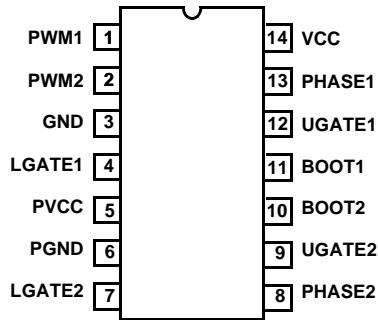 PWM1 1 14 VCC
PWM2 2 13 PHASE1
GND 3 12 UGATE1
LGATE1 4 11 BOOT1
PVCC 5 10 BOOT2
PGND 6 9 UGATE2
LGATE2 7 8 PHASE2